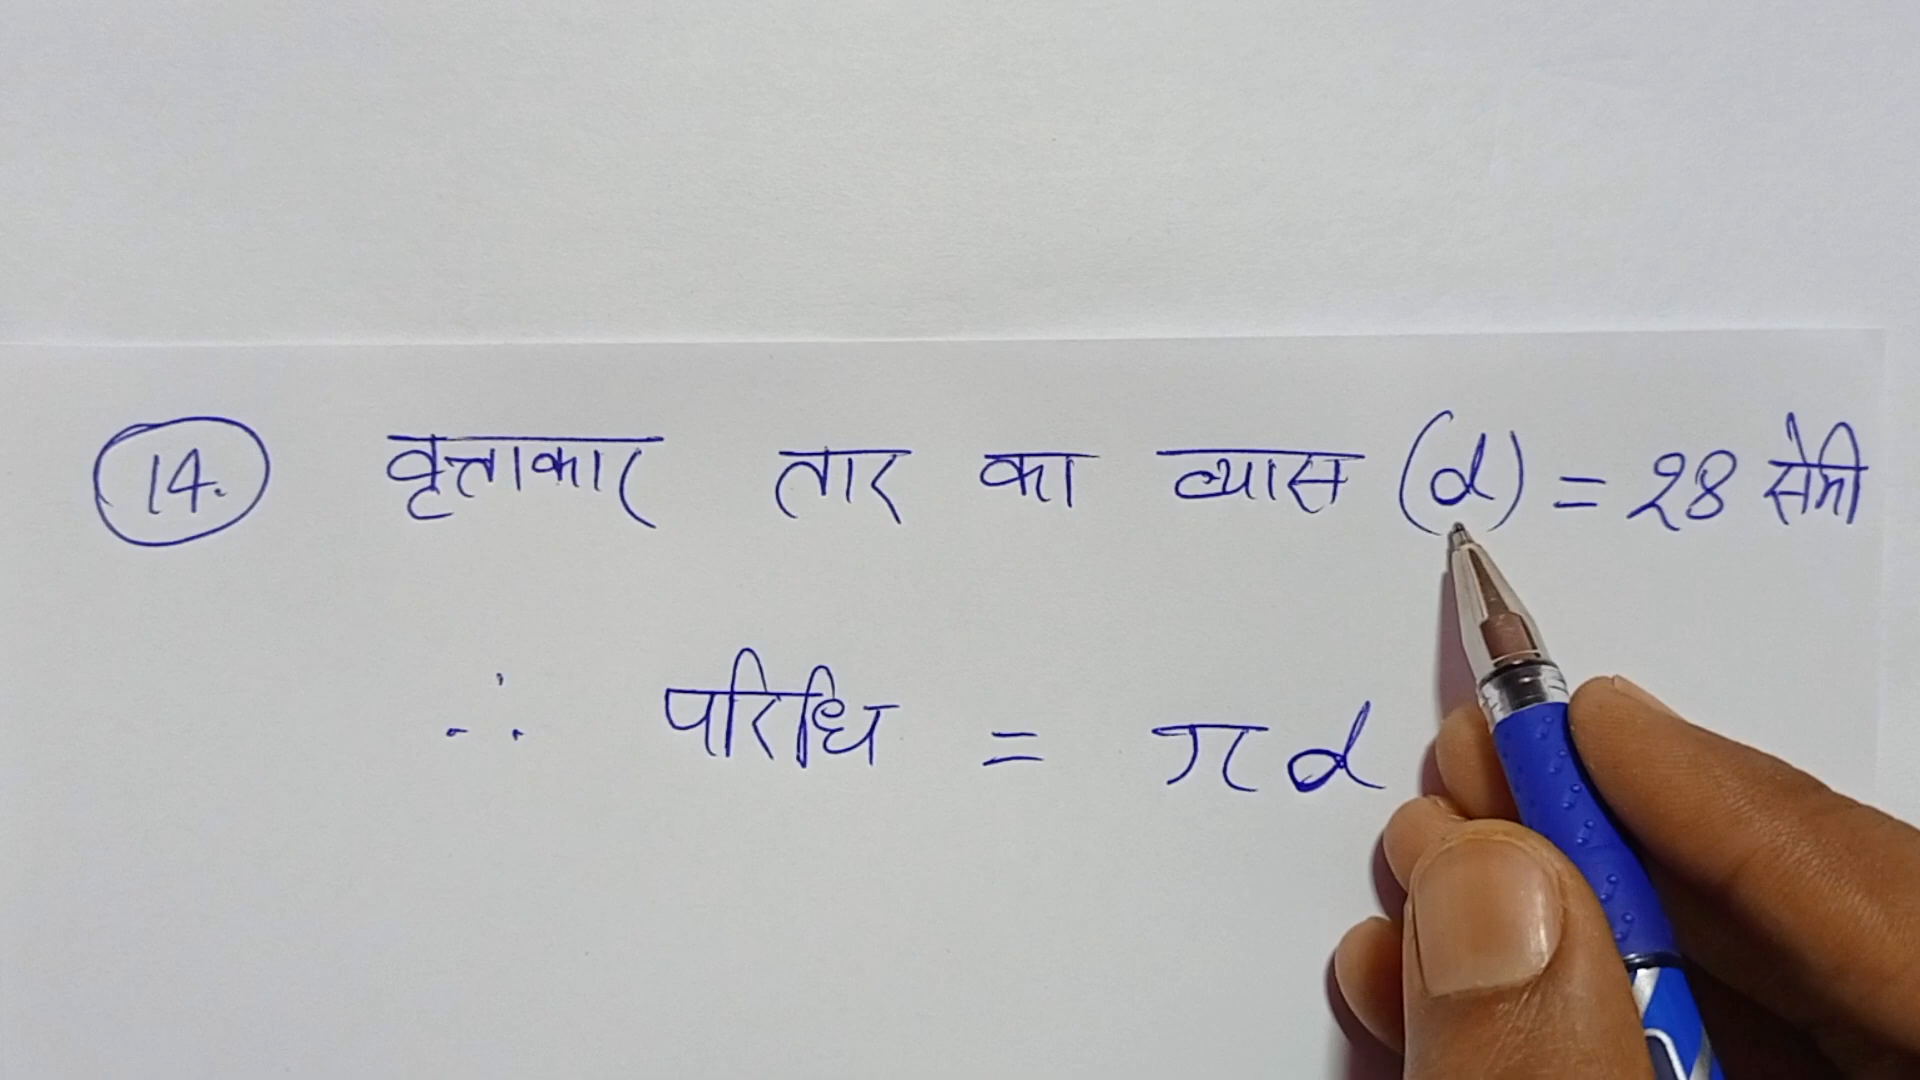 14. वृत्ताकार तार का व्यास (d) = 28 सेमी
∴ परिधि = πd